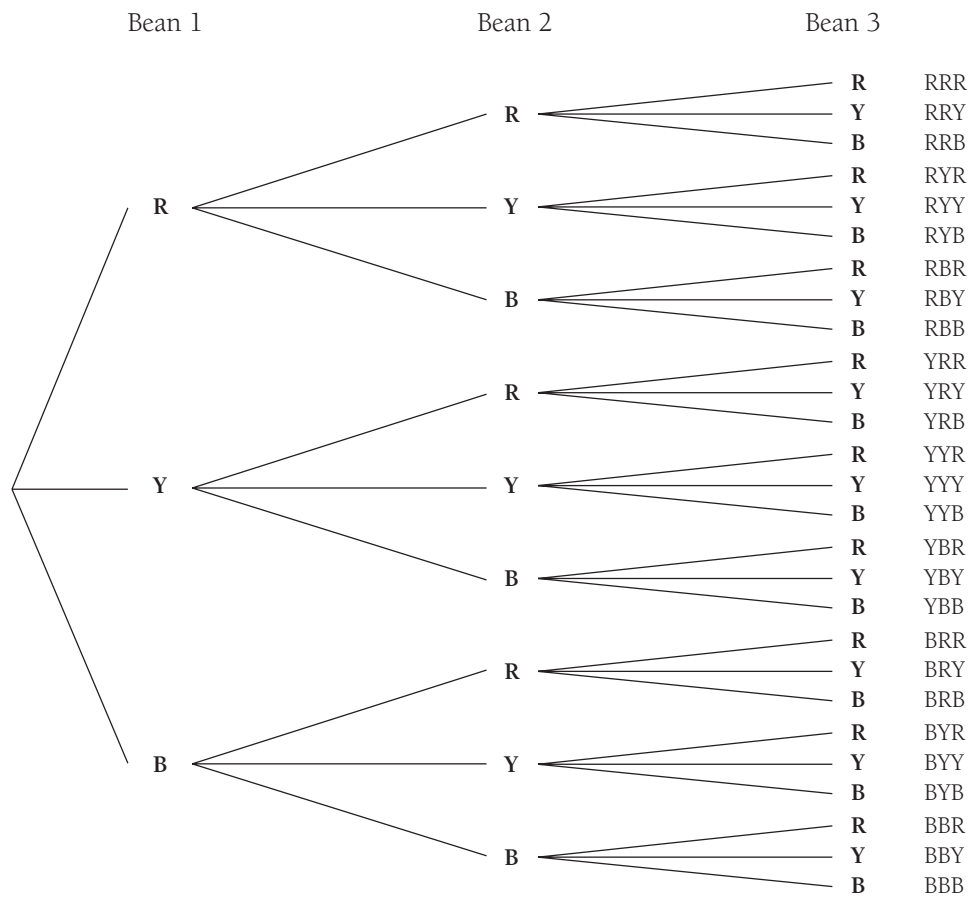 Bean 1 Bean 2 Bean 3
R RRR
R Y RRY
B RRB
R RYR
R Y Y RYY
B RYB
R RBR
B Y RBY
B RBB
R YRR
R Y YRY
B YRB
R YYR
Y Y Y YYY
B YYB
R YBR
B Y YBY
B YBB
R BRR
R Y BRY
B BRB
R BYR
B Y Y BYY
B BYB
R BBR
B Y BBY
B BBB